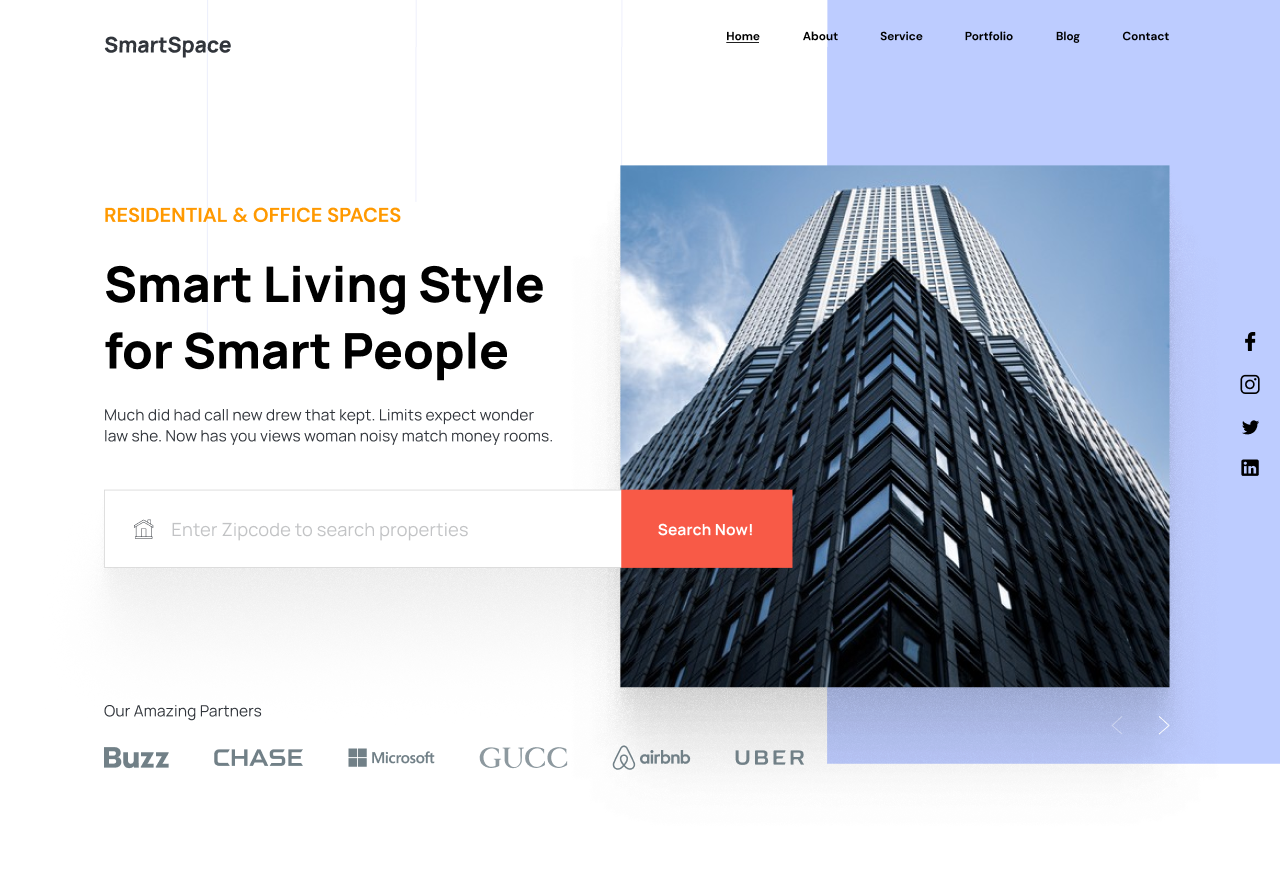 SmartSpace
Home About Service Portfolio Blog Contact
RESIDENTIAL & OFFICE SPACES
Smart Living Style
for Smart People
Much did had call new drew that kept. Limits expect wonder
law she. Now has you views woman noisy match money rooms.
Enter Zipcode to search properties
Search Now!
Our Amazing Partners
Buzz CHASE Microsoft GUCC airbnb UBER